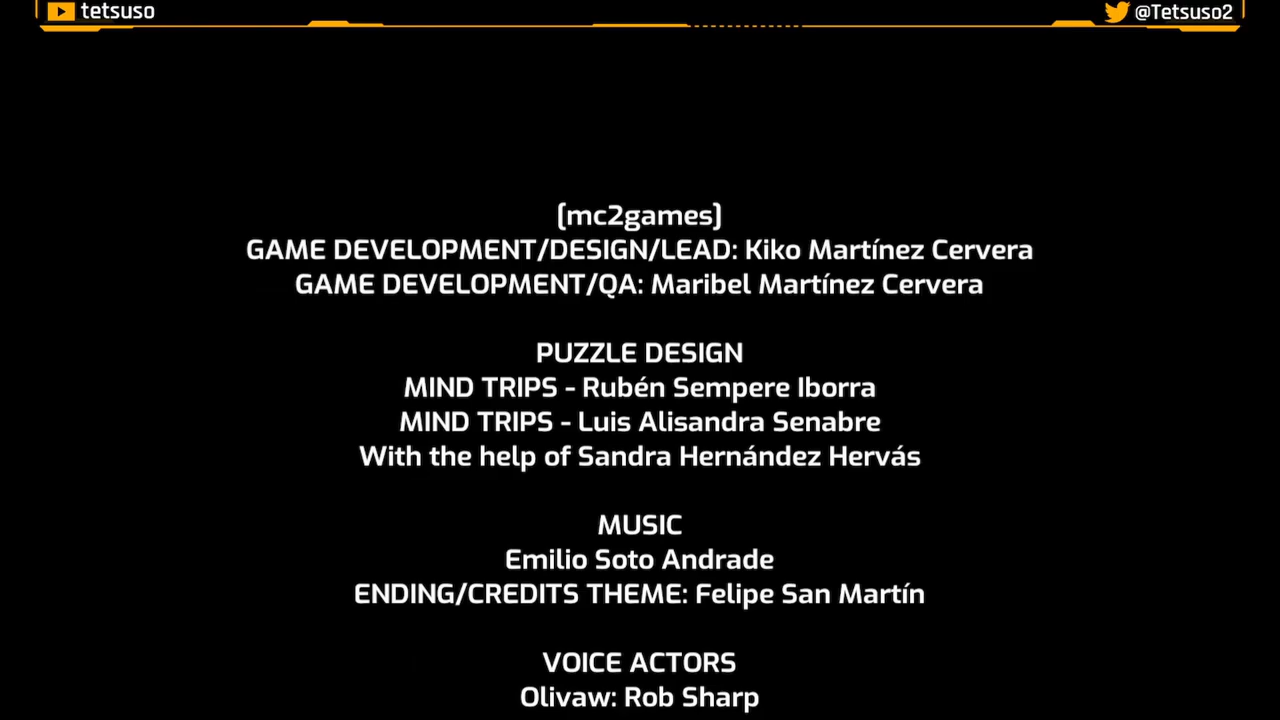 tetsuso
@Tetsuso2
[mc2games]
GAME DEVELOPMENT/DESIGN/LEAD: Kiko Martínez Cervera
GAME DEVELOPMENT/QA: Maribel Martínez Cervera
PUZZLE DESIGN
MIND TRIPS - Rubén Sempere Iborra
MIND TRIPS - Luis Alisandra Senabre
With the help of Sandra Hernández Hervás
MUSIC
Emilio Soto Andrade
ENDING/CREDITS THEME: Felipe San Martín
VOICE ACTORS
Olivaw: Rob Sharp